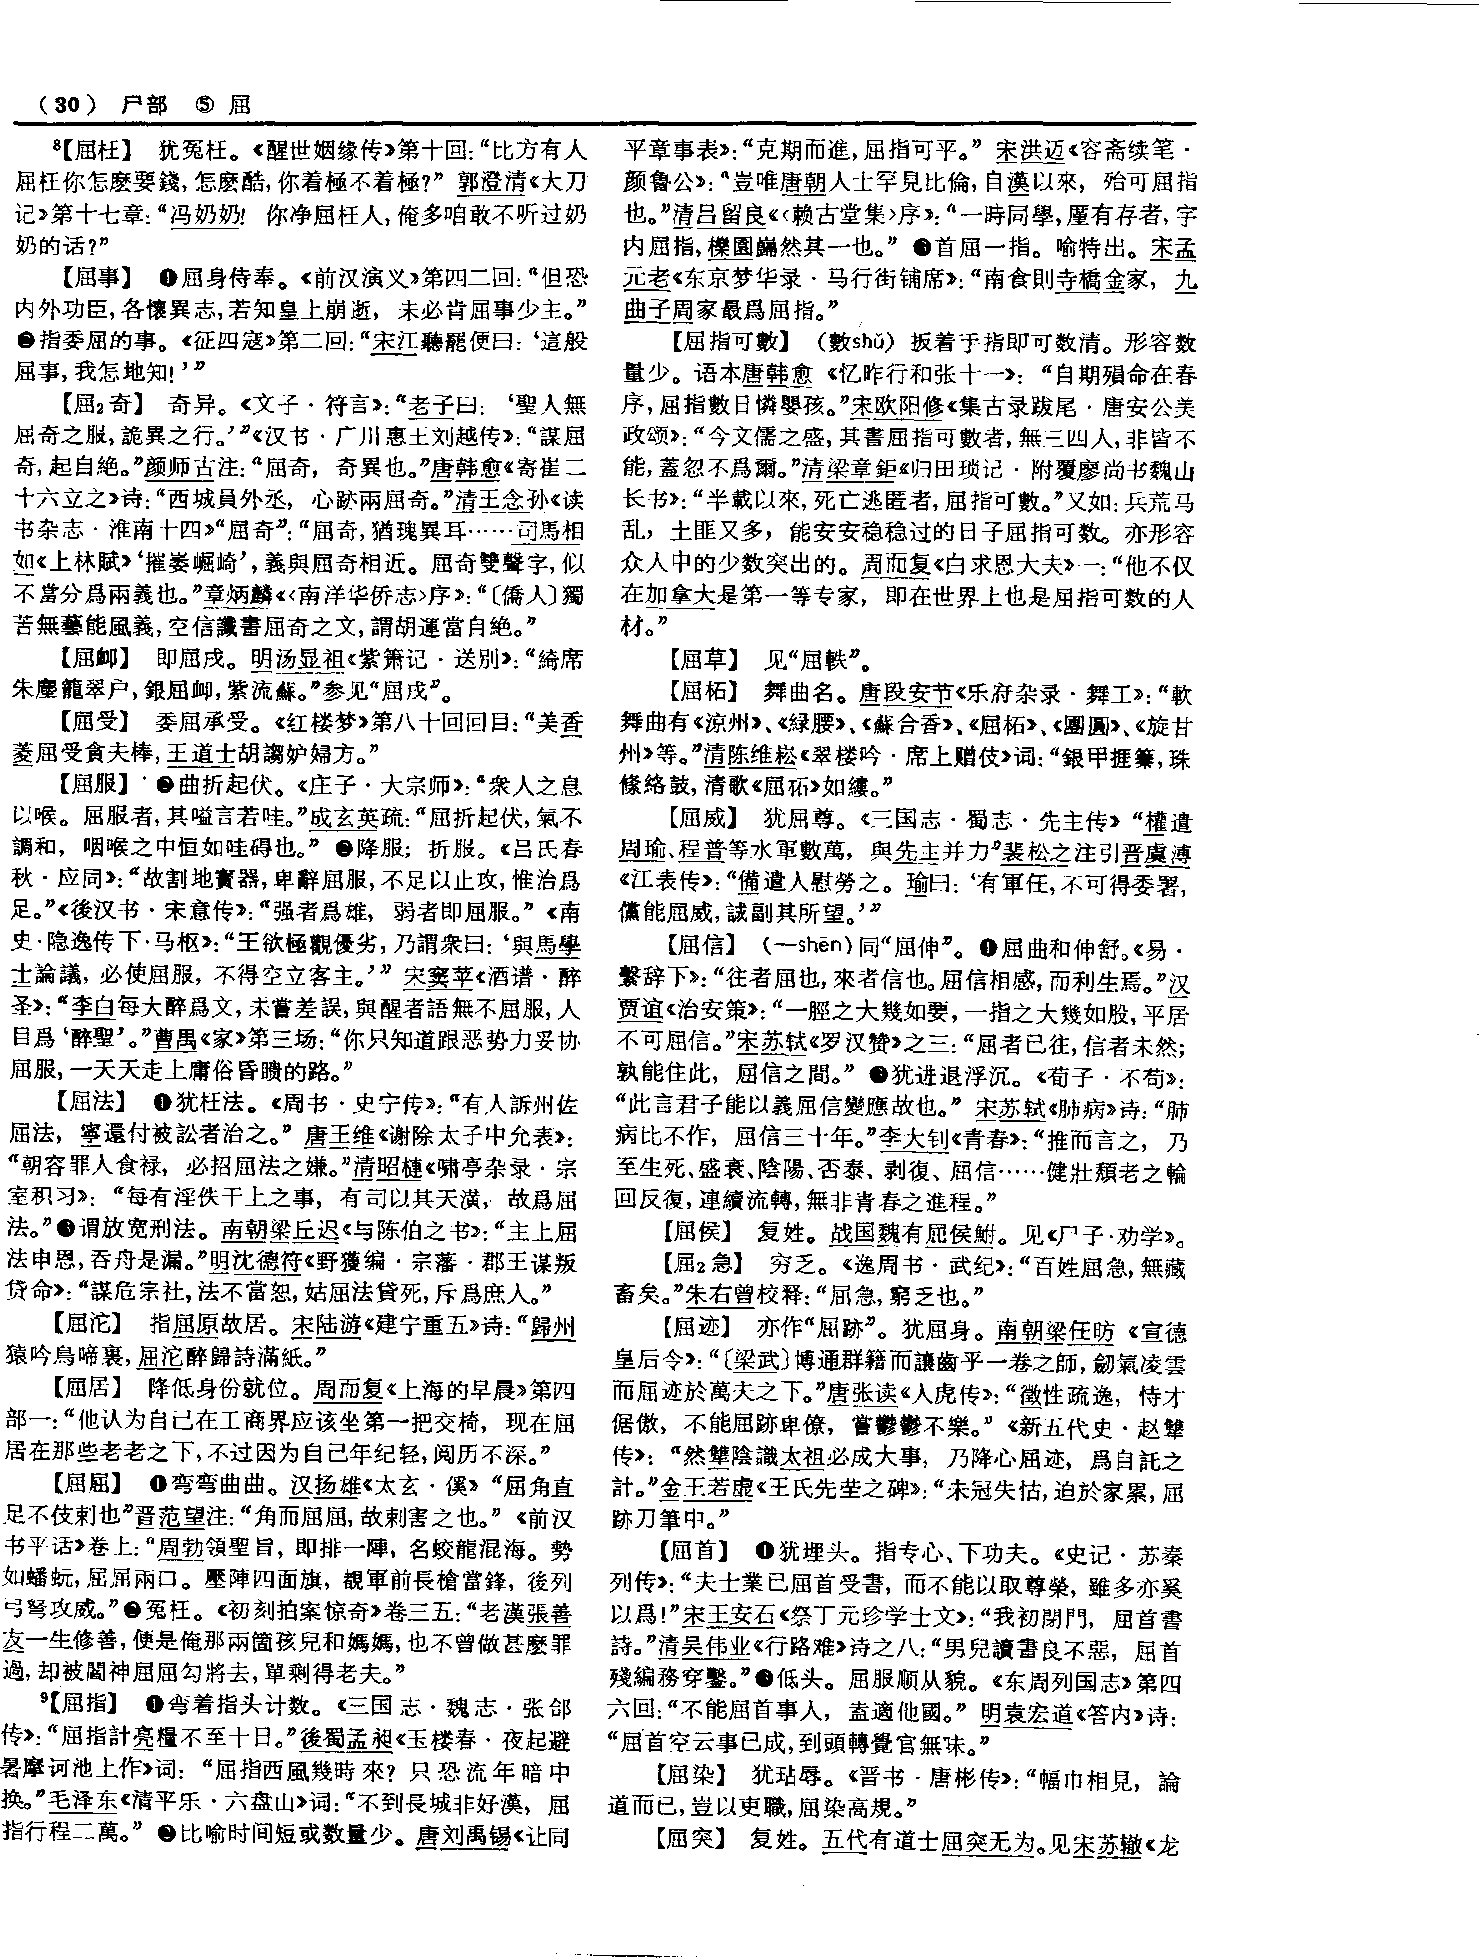 （30） 尸部 ⑤ 屈
⁸【屈枉】 犹冤枉。《醒世姻缘传》第十回：“比方有人
屈枉你怎麽要錢，怎麽酷，你着極不着極？” 郭澄清《大刀
记》第十七章：“冯奶奶！ 你净屈枉人，俺多咱敢不听过奶
奶的话？”
【屈事】 ❶屈身侍奉。《前汉演义》第四二回：“但恐
内外功臣，各懷異志，若知皇上崩逝， 未必肯屈事少主。”
❷指委屈的事。《征四寇》第二回：“宋江聽罷便曰：‘這般
屈事，我怎地知！’”
【屈₂奇】 奇异。《文子·符言》：“老子曰：‘聖人無
屈奇之服，詭異之行。’”《汉书·广川惠王刘越传》：“謀屈
奇，起自絶。”颜师古注：“屈奇， 奇異也。”唐韩愈《寄崔二
十六立之》诗：“西城員外丞， 心跡兩屈奇。”清王念孙《读
书杂志·淮南十四》“屈奇”：“屈奇，猶瑰異耳……司馬相
如《上林賦》‘摧崣崛崎’，義與屈奇相近。屈奇雙聲字，似
不當分爲兩義也。”章炳麟《〈南洋华侨志〉序》：“〔僑人〕獨
苦無藝能風義，空信讖書屈奇之文，謂胡運當自絶。”
【屈卹】 即屈戌。明汤显祖《紫箫记·送别》：“綺席
朱塵籠翠户，銀屈卹，紫流蘇。”参见“屈戌”。
【屈受】 委屈承受。《红楼梦》第八十回回目：“美香
菱屈受貪夫棒，王道士胡謅妒婦方。”
【屈服】 ❶曲折起伏。《庄子·大宗师》：“衆人之息
以喉。屈服者，其嗌言若哇。”成玄英疏：“屈折起伏，氣不
調和， 咽喉之中恒如哇碍也。” ❷降服；折服。《吕氏春
秋·应同》：“故割地寳器，卑辭屈服，不足以止攻，惟治爲
足。”《後汉书·宋意传》：“强者爲雄， 弱者即屈服。” 《南
史·隐逸传下·马枢》：“王欲極觀優劣，乃謂衆曰：‘與馬學
士論議， 必使屈服， 不得空立客主。’” 宋窦苹《酒谱·醉
圣》：“李白每大醉爲文，未嘗差誤，與醒者語無不屈服，人
目爲‘醉聖’。”曹禺《家》第三场：“你只知道跟恶势力妥协
屈服，一天天走上庸俗昏聩的路。”
【屈法】 ❶犹枉法。《周书·史宁传》：“有人訴州佐
屈法， 寧還付被訟者治之。” 唐王维《谢除太子中允表》：
“朝容罪人食禄， 必招屈法之嫌。”清昭槤《啸亭杂录·宗
室积习》： “每有淫佚干上之事， 有司以其天潢， 故爲屈
法。”❷谓放宽刑法。南朝梁丘迟《与陈伯之书》：“主上屈
法申恩，吞舟是漏。”明沈德符《野獲编·宗藩·郡王谋叛
贷命》：“謀危宗社，法不當恕，姑屈法貸死，斥爲庶人。”
【屈沱】 指屈原故居。宋陆游《建宁重五》诗：“歸州
猿吟鳥啼裏，屈沱醉歸詩滿紙。”
【屈居】 降低身份就位。周而复《上海的早晨》第四
部一：“他认为自己在工商界应该坐第一把交椅， 现在屈
居在那些老老之下，不过因为自己年纪轻，阅历不深。”
【屈屈】 ❶弯弯曲曲。汉扬雄《太玄·傒》 “屈角直
足不伎刺也”晋范望注：“角而屈屈，故刺害之也。” 《前汉
书平话》卷上：“周勃領聖旨， 即排一陣， 名蛟龍混海。勢
如蟠蚖，屈屈兩口。壓陣四面旗， 覩軍前長槍當鋒， 後列
弓弩攻威。”❷冤枉。《初刻拍案惊奇》卷三五：“老漢張善
友一生修善，便是俺那兩箇孩兒和媽媽，也不曾做甚麽罪
過，却被閻神屈屈勾將去，單剩得老夫。”
⁹【屈指】 ❶弯着指头计数。《三国志·魏志·张郃
传》：“屈指計亮糧不至十日。”後蜀孟昶《玉楼春·夜起避
暑摩诃池上作》词： “屈指西風幾時來？ 只恐流年暗中
换。”毛泽东《清平乐·六盘山》词：“不到長城非好漢， 屈
指行程二萬。” ❷比喻时间短或数量少。唐刘禹锡《让同
平章事表》：“克期而進，屈指可平。” 宋洪迈《容斋续笔·
颜鲁公》：“豈唯唐朝人士罕見比倫，自漢以來， 殆可屈指
也。”清吕留良《〈赖古堂集〉序》：“一時同學，厪有存者，字
内屈指，櫟園巋然其一也。” ❸首屈一指。喻特出。宋孟
元老《东京梦华录·马行街铺席》：“南食則寺橋金家， 九
曲子周家最爲屈指。”
【屈指可數】 （數shǔ） 扳着手指即可数清。形容数
量少。语本唐韩愈《忆昨行和张十一》： “自期殞命在春
序，屈指數日憐嬰孩。”宋欧阳修《集古录跋尾·唐安公美
政颂》：“今文儒之盛，其書屈指可數者，無三四人，非皆不
能，蓋忽不爲爾。”清梁章鉅《归田琐记·附覆廖尚书魏山
长书》：“半載以來，死亡逃匿者，屈指可數。”又如：兵荒马
乱， 土匪又多， 能安安稳稳过的日子屈指可数。亦形容
众人中的少数突出的。周而复《白求恩大夫》一：“他不仅
在加拿大是第一等专家， 即在世界上也是屈指可数的人
材。”
【屈草】 见“屈軼”。
【屈柘】 舞曲名。唐段安节《乐府杂录·舞工》：“軟
舞曲有《凉州》、《緑腰》、《蘇合香》、《屈柘》、《團圓》、《旋甘
州》等。”清陈维崧《翠楼吟·席上赠伎》词：“銀甲捱箏，珠
絛絡鼓，清歌《屈柘》如縷。”
【屈威】 犹屈尊。《三国志·蜀志·先主传》 “權遣
周瑜、程普等水軍數萬， 與先主并力”裴松之注引晋虞溥
《江表传》：“備遣人慰勞之。瑜曰：‘有軍任，不可得委署，
儻能屈威，誠副其所望。’”
【屈信】 （—shēn）同“屈伸”。❶屈曲和伸舒。《易·
繫辞下》：“往者屈也，來者信也。屈信相感，而利生焉。”汉
贾谊《治安策》：“一脛之大幾如要，一指之大幾如股，平居
不可屈信。”宋苏轼《罗汉赞》之三：“屈者已往，信者未然；
孰能住此， 屈信之間。” ❷犹进退浮沉。《荀子·不苟》：
“此言君子能以義屈信變應故也。” 宋苏轼《肺病》诗：“肺
病比不作， 屈信三十年。”李大钊《青春》：“推而言之， 乃
至生死、盛衰、陰陽、否泰、剥復、屈信……健壯頹老之輪
回反復，連續流轉，無非青春之進程。”
【屈侯】 复姓。战国魏有屈侯鮒。见《尸子·劝学》。
【屈₂急】 穷乏。《逸周书·武纪》：“百姓屈急，無藏
畜矣。”朱右曾校释：“屈急，窮乏也。”
【屈迹】 亦作“屈跡”。犹屈身。南朝梁任昉《宣德
皇后令》：“〔梁武〕博通群籍而讓齒乎一卷之師，劒氣凌雲
而屈迹於萬夫之下。”唐张读《人虎传》：“徵性疏逸， 恃才
倨傲， 不能屈跡卑僚， 嘗鬱鬱不樂。” 《新五代史·赵犨
传》： “然犨陰識太祖必成大事， 乃降心屈迹， 爲自託之
計。”金王若虚《王氏先茔之碑》：“未冠失怙，迫於家累，屈
跡刀筆中。”
【屈首】 ❶犹埋头。指专心、下功夫。《史记·苏秦
列传》：“夫士業已屈首受書， 而不能以取尊榮，雖多亦奚
以爲！”宋王安石《祭丁元珍学士文》：“我初閉門， 屈首書
詩。”清吴伟业《行路难》诗之八：“男兒讀書良不惡， 屈首
殘編務穿鑿。”❷低头。屈服顺从貌。《东周列国志》第四
六回：“不能屈首事人， 盍適他國。” 明袁宏道《答内》诗：
“屈首空云事已成，到頭轉覺官無味。”
【屈染】 犹玷辱。《晋书·唐彬传》：“幅巾相見， 論
道而已，豈以吏職，屈染高規。”
【屈突】 复姓。五代有道士屈突无为。见宋苏辙《龙